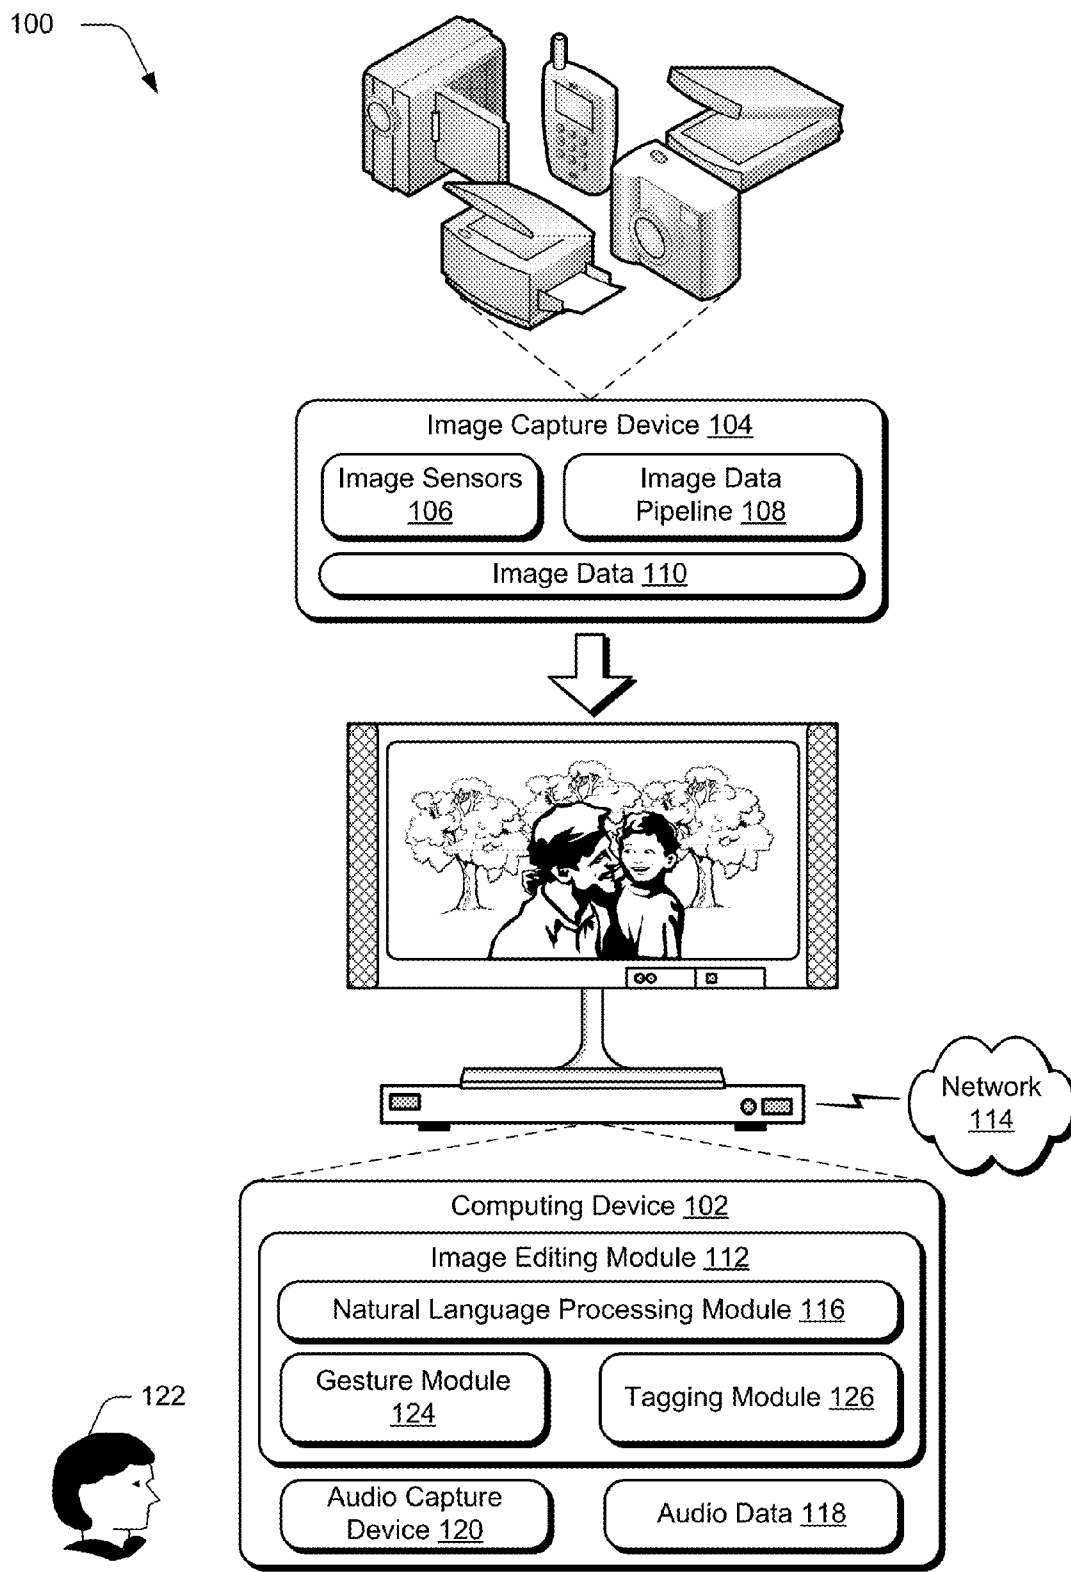 100
Image Capture Device 104
Image Sensors
106
Image Data
Pipeline 108
Image Data 110
Network
114
Computing Device 102
Image Editing Module 112
Natural Language Processing Module 116
Gesture Module
124
Tagging Module 126
122
Audio Capture
Device 120
Audio Data 118